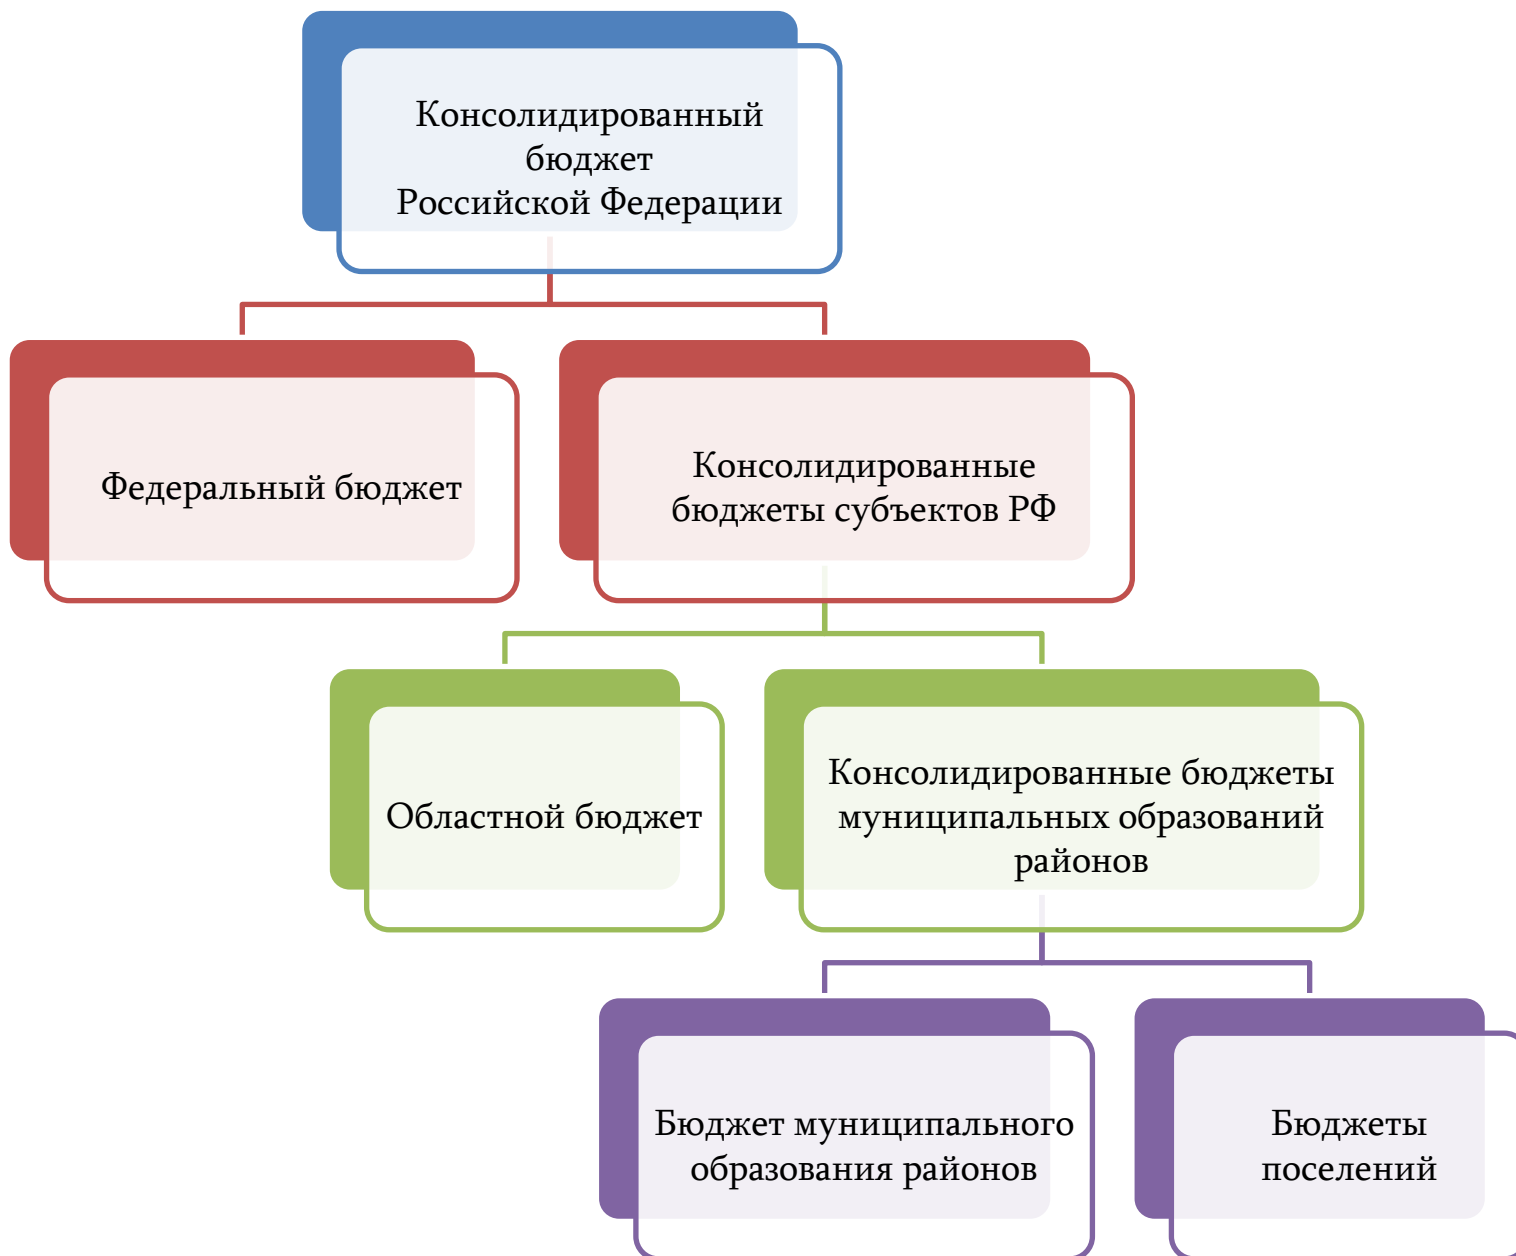 Консолидированный
бюджет
Российской Федерации
Федеральный бюджет
Консолидированные
бюджеты субъектов РФ
Областной бюджет
Консолидированные бюджеты
муниципальных образований
районов
Бюджет муниципального
образования районов
Бюджеты
поселений